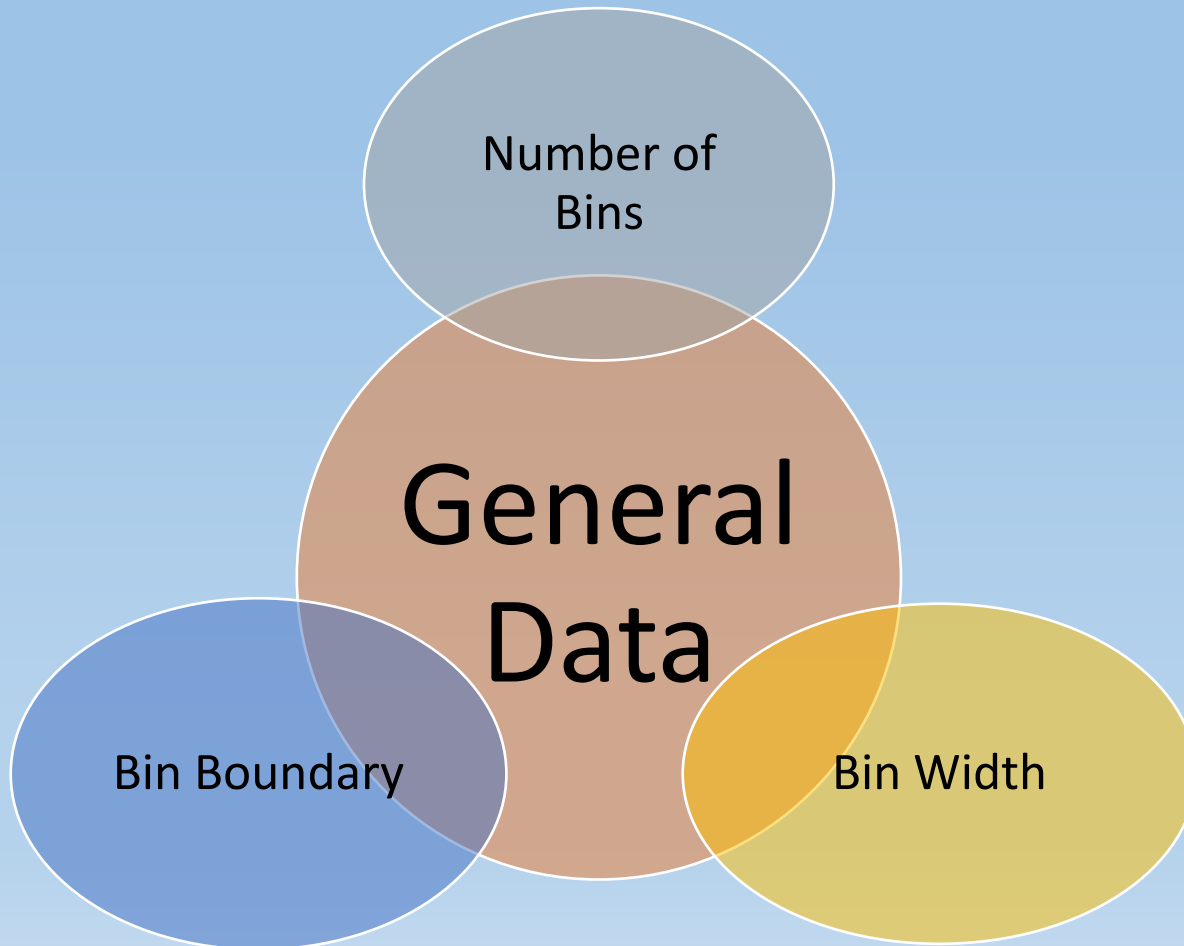 Number of
Bins
General
Data
Bin Boundary
Bin Width